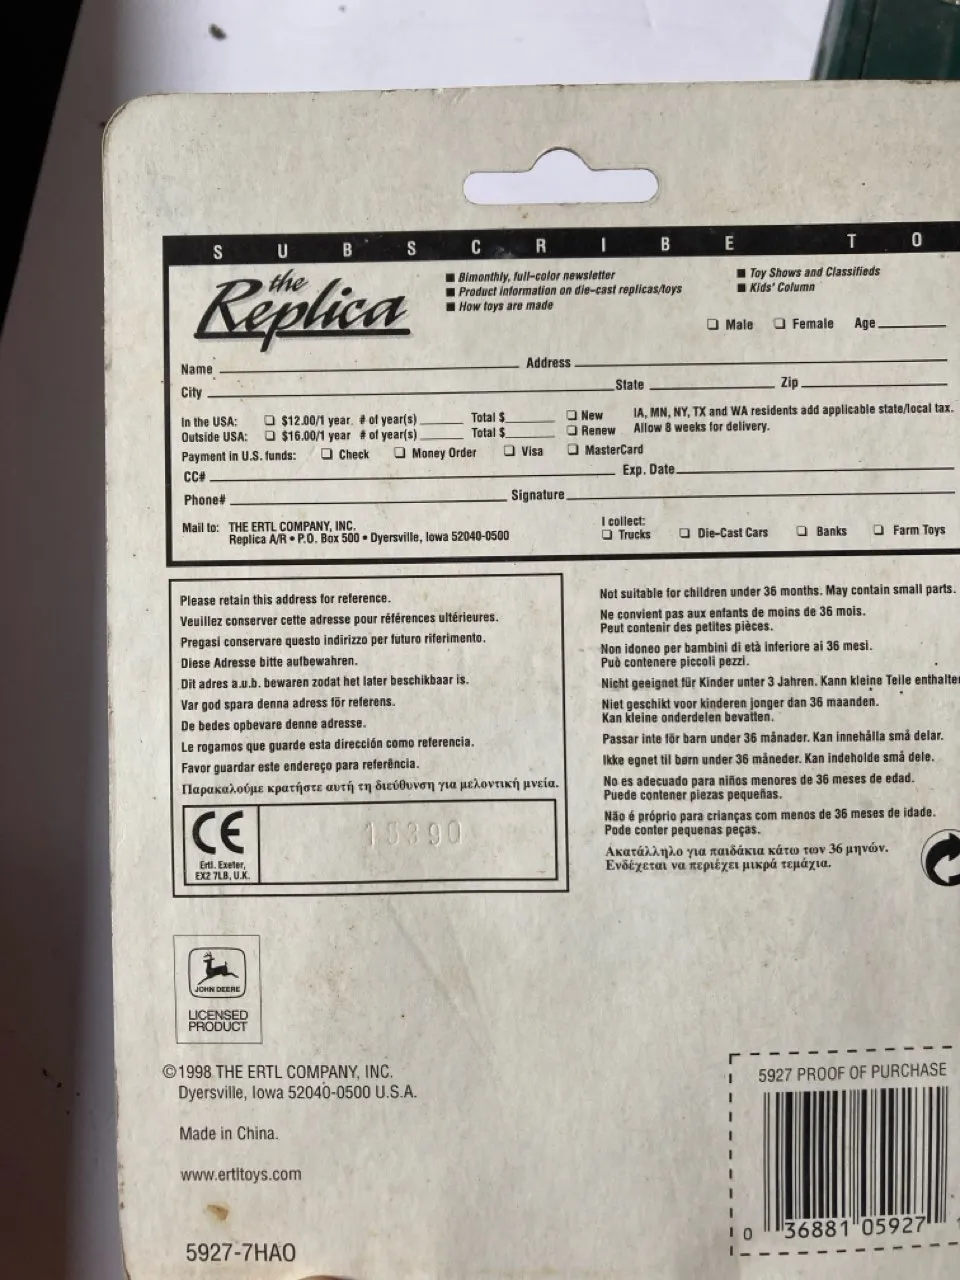 SUBSCRIBE TO
the Replica
■ Bimonthly, full-color newsletter
■ Product information on die-cast replicas/toys
■ How toys are made
■ Toy Shows and Classifieds
■ Kids' Column
❏ Male ❏ Female Age
Name Address
City State Zip
In the USA: ❏ $12.00/1 year # of year(s) Total $ ❏ New IA, MN, NY, TX and WA residents add applicable state/local tax.
Outside USA: ❏ $16.00/1 year # of year(s) Total $ ❏ Renew Allow 8 weeks for delivery.
Payment in U.S. funds: ❏ Check ❏ Money Order ❏ Visa ❏ MasterCard
CC# Exp. Date
Phone# Signature
Mail to: THE ERTL COMPANY, INC.
Replica A/R • P.O. Box 500 • Dyersville, Iowa 52040-0500
I collect:
❏ Trucks ❏ Die-Cast Cars ❏ Banks ❏ Farm Toys
Please retain this address for reference.
Veuillez conserver cette adresse pour références ultérieures.
Pregasi conservare questo indirizzo per futuro riferimento.
Diese Adresse bitte aufbewahren.
Dit adres a.u.b. bewaren zodat het later beschikbaar is.
Var god spara denna adress för referens.
De bedes opbevare denne adresse.
Le rogamos que guarde esta dirección como referencia.
Favor guardar este endereço para referência.
Παρακαλούμε κρατήστε αυτή τη διεύθυνση για μελοντική μνεία.
CE
Ertl. Exeter,
EX2 7LB, U.K.
15390
Not suitable for children under 36 months. May contain small parts.
Ne convient pas aux enfants de moins de 36 mois.
Peut contenir des petites pièces.
Non idoneo per bambini di età inferiore ai 36 mesi.
Può contenere piccoli pezzi.
Nicht geeignet für Kinder unter 3 Jahren. Kann kleine Teile enthalten
Niet geschikt voor kinderen jonger dan 36 maanden.
Kan kleine onderdelen bevatten.
Passar inte för barn under 36 månader. Kan innehålla små delar.
Ikke egnet til børn under 36 måneder. Kan indeholde små dele.
No es adecuado para niños menores de 36 meses de edad.
Puede contener piezas pequeñas.
Não é próprio para crianças com menos de 36 meses de idade.
Pode conter pequenas peças.
Ακατάλληλο για παιδάκια κάτω των 36 μηνών.
Ενδέχεται να περιέχει μικρά τεμάχια.
JOHN DEERE
LICENSED
PRODUCT
©1998 THE ERTL COMPANY, INC.
Dyersville, Iowa 52040-0500 U.S.A.
Made in China.
www.ertltoys.com
5927-7HAO
5927 PROOF OF PURCHASE
0 36881 05927